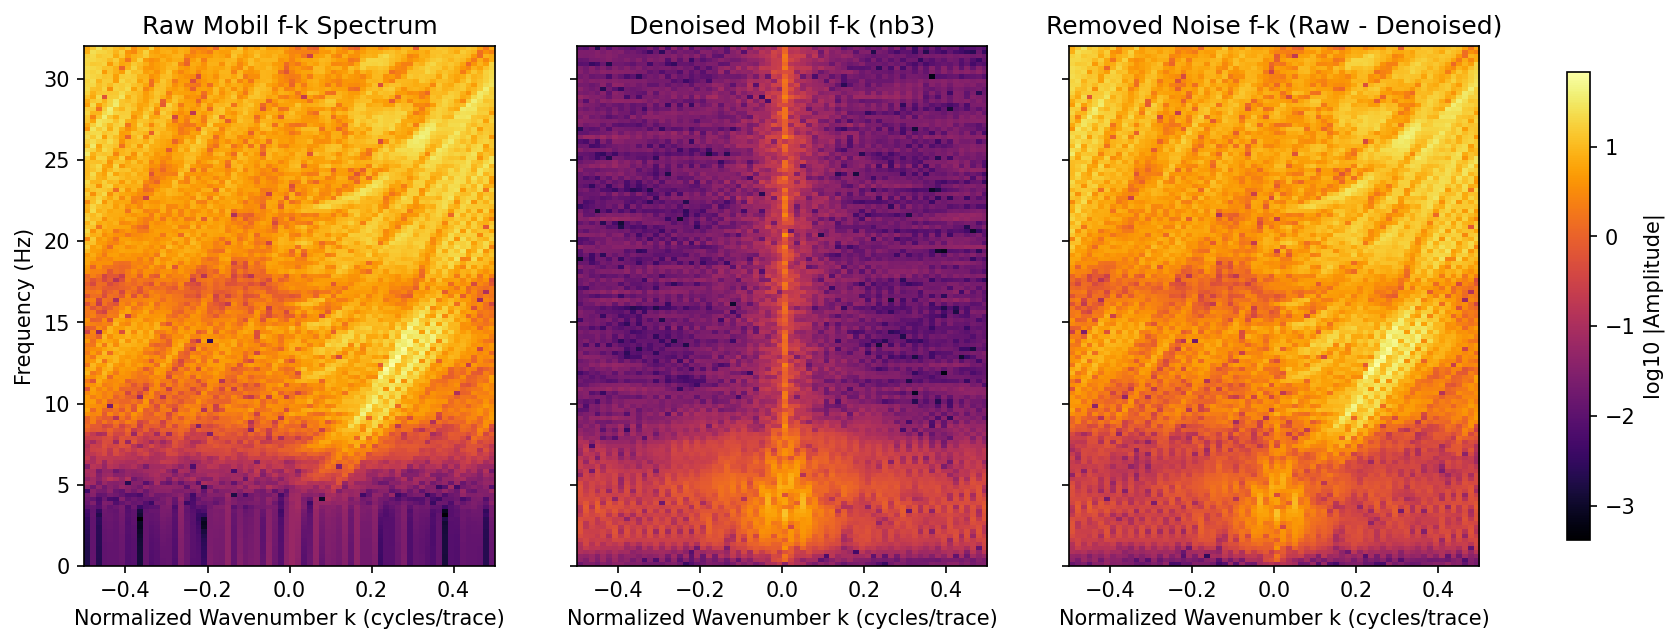 Raw Mobil f-k Spectrum
Denoised Mobil f-k (nb3)
Removed Noise f-k (Raw - Denoised)
Frequency (Hz)
30
25
20
15
10
5
0
−0.4 −0.2 0.0 0.2 0.4
Normalized Wavenumber k (cycles/trace)
−0.4 −0.2 0.0 0.2 0.4
Normalized Wavenumber k (cycles/trace)
−0.4 −0.2 0.0 0.2 0.4
Normalized Wavenumber k (cycles/trace)
1
0
−1
−2
−3
log10 |Amplitude|